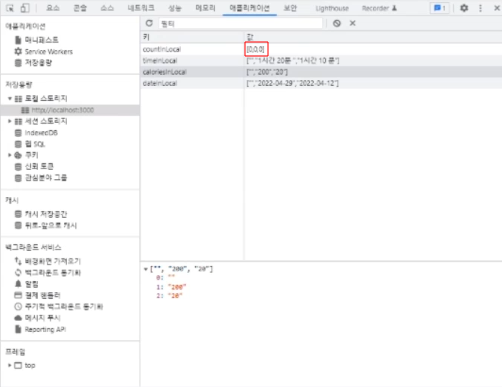 요소 콘솔 소스 네트워크 성능 메모리 애플리케이션 보안 Lighthouse Recorder 1
애플리케이션
매니페스트
Service Workers
저장용량
저장용량
로컬 스토리지
http://localhost:3000
세션 스토리지
IndexedDB
웹 SQL
쿠키
신뢰 토큰
관심분야 그룹
캐시
캐시 저장공간
뒤로-앞으로 캐시
백그라운드 서비스
배경화면 가져오기
백그라운드 동기화
알림
결제 핸들러
주기적 백그라운드 동기화
메시지 푸시
Reporting API
프레임
top
필터
키 값
countInLocal [0,0,0]
timeInLocal ["","1시간 20분","1시간 10 분"]
caloriesInLocal ["","200","20"]
dateInLocal ["","2022-04-29","2022-04-12"]
["", "200", "20"]
0: ""
1: "200"
2: "20"